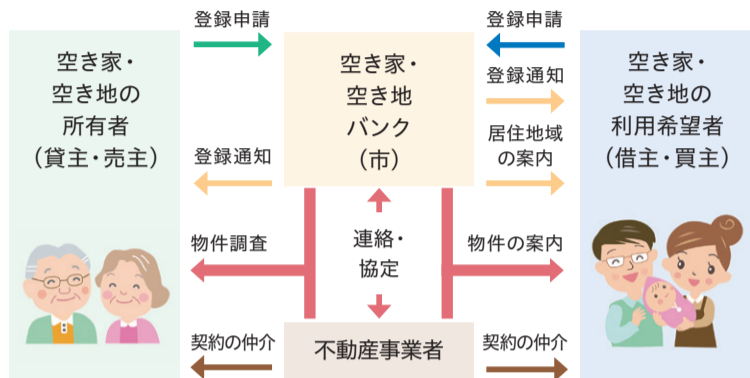 空き家・
空き地の
所有者
（貸主・売主）
登録申請
登録通知
物件調査
契約の仲介
空き家・
空き地
バンク
（市）
連絡・
協定
不動産事業者
登録申請
登録通知
居住地域
の案内
物件の案内
契約の仲介
空き家・
空き地の
利用希望者
（借主・買主）